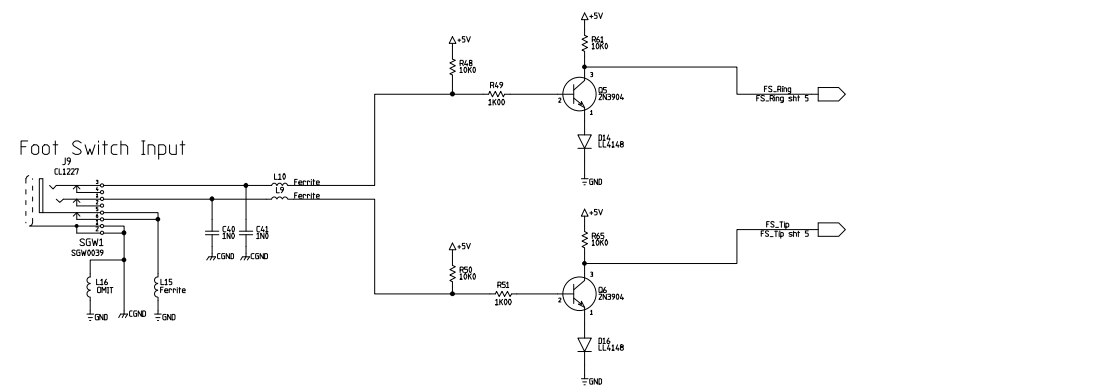 Foot Switch Input
J9
CL1227
3
4
SGW1
SGW0039
L16
OMIT
GND
CGND
L15
Ferrite
GND
C40
1N0
CGND
C41
1N0
CGND
L10
Ferrite
L9
Ferrite
+5V
R48
10K0
R49
1K00
+5V
R61
10K0
3
2
1
Q5
2N3904
D14
LL4148
GND
FS_Ring
FS_Ring sht 5
+5V
R50
10K0
R51
1K00
+5V
R65
10K0
3
2
1
Q6
2N3904
D16
LL4148
GND
FS_Tip
FS_Tip sht 5